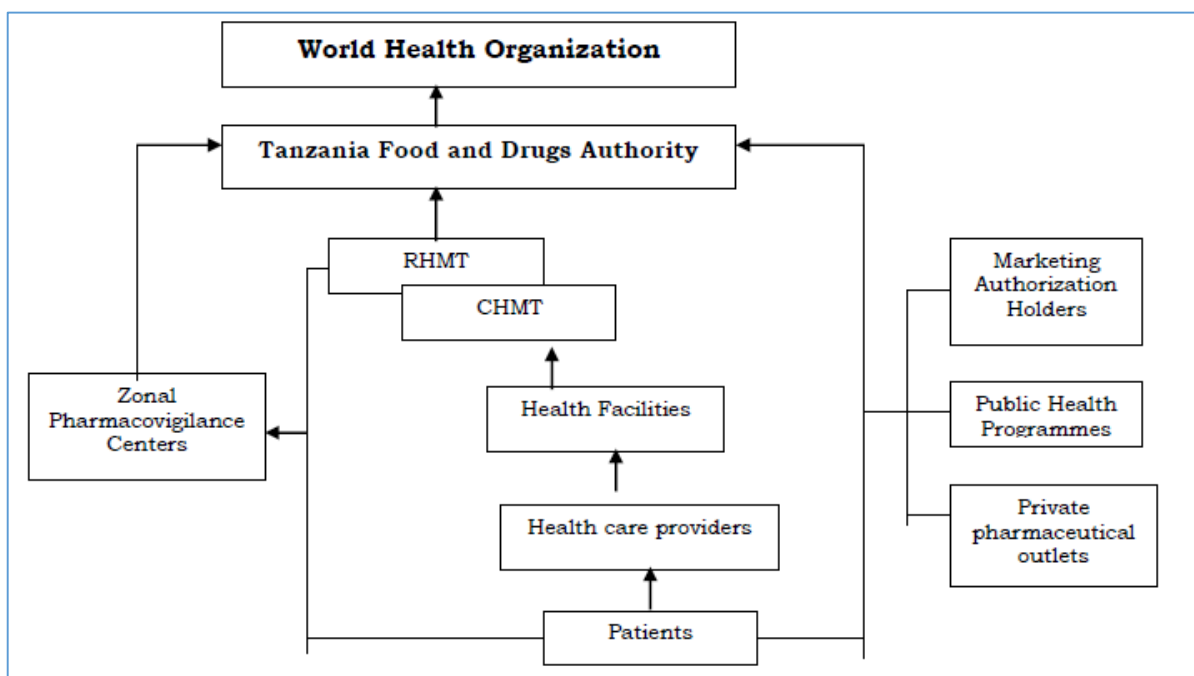 World Health Organization
Tanzania Food and Drugs Authority
RHMT
CHMT
Marketing
Authorization
Holders
Zonal
Pharmacovigilance
Centers
Health Facilities
Public Health
Programmes
Health care providers
Private
pharmaceutical
outlets
Patients